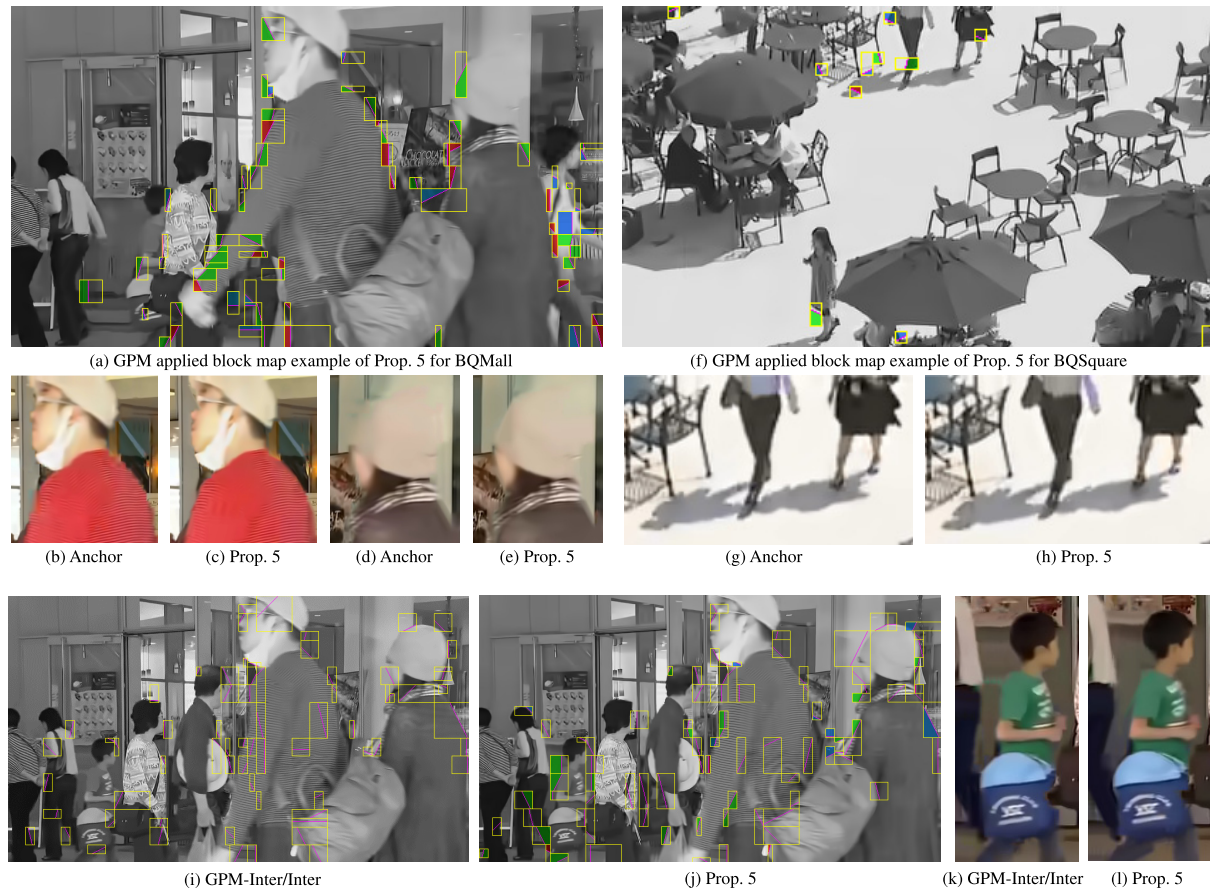 CHOCOLAT
(a) GPM applied block map example of Prop. 5 for BQMall
(f) GPM applied block map example of Prop. 5 for BQSquare
(b) Anchor
(c) Prop. 5
(d) Anchor
(e) Prop. 5
(g) Anchor
(h) Prop. 5
(i) GPM-Inter/Inter
(j) Prop. 5
(k) GPM-Inter/Inter
(l) Prop. 5